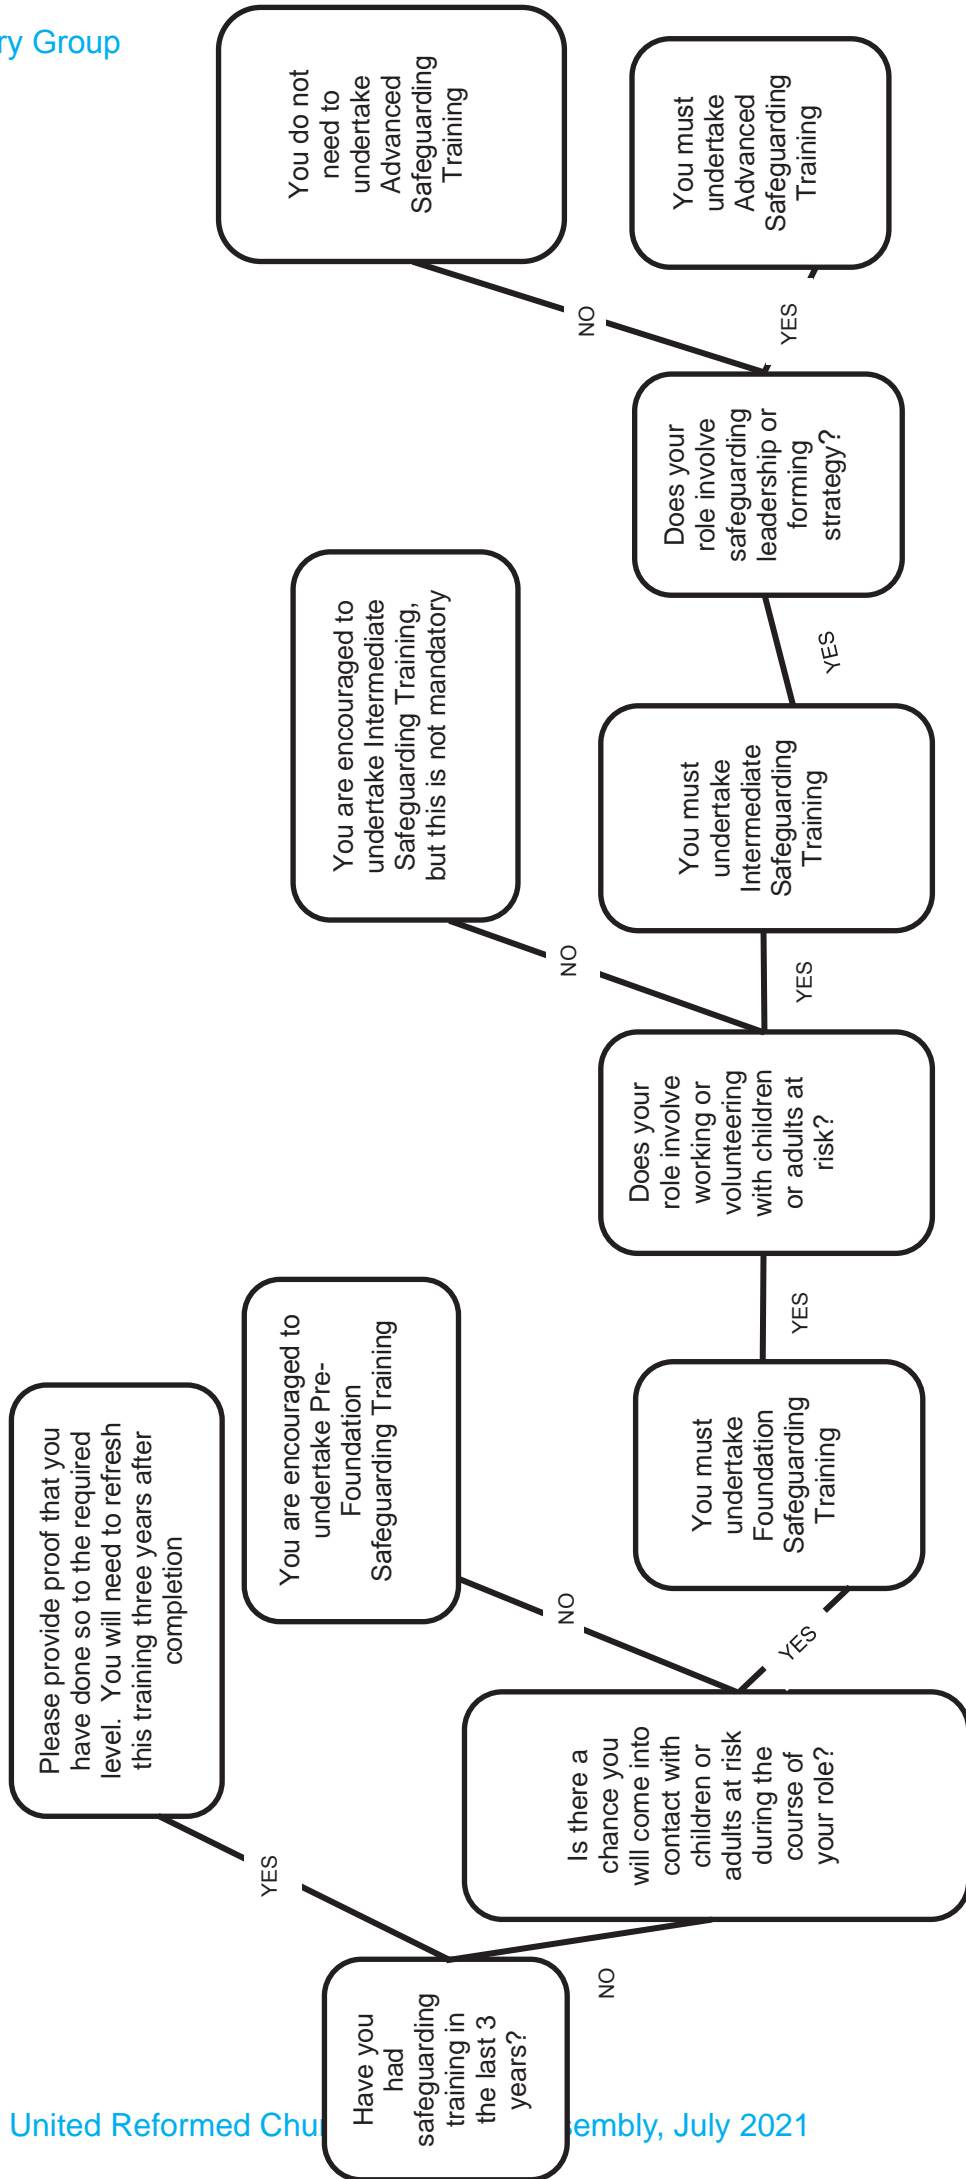 ry Group
Have you
had
safeguarding
training in
the last 3
years?
YES
NO
Please provide proof that you
have done so to the required
level.  You will need to refresh
this training three years after
completion
Is there a
chance you
will come into
contact with
children or
adults at risk
during the
course of
your role?
NO
YES
You are encouraged to
undertake Pre-
Foundation
Safeguarding Training
You must
undertake
Foundation
Safeguarding
Training
YES
Does your
role involve
working or
volunteering
with children
or adults at
risk?
NO
YES
You are encouraged to
undertake Intermediate
Safeguarding Training,
but this is not mandatory
You must
undertake
Intermediate
Safeguarding
Training
YES
Does your
role involve
safeguarding
leadership or
forming
strategy?
NO
YES
You do not
need to
undertake
Advanced
Safeguarding
Training
You must
undertake
Advanced
Safeguarding
Training
United Reformed Chu sembly, July 2021